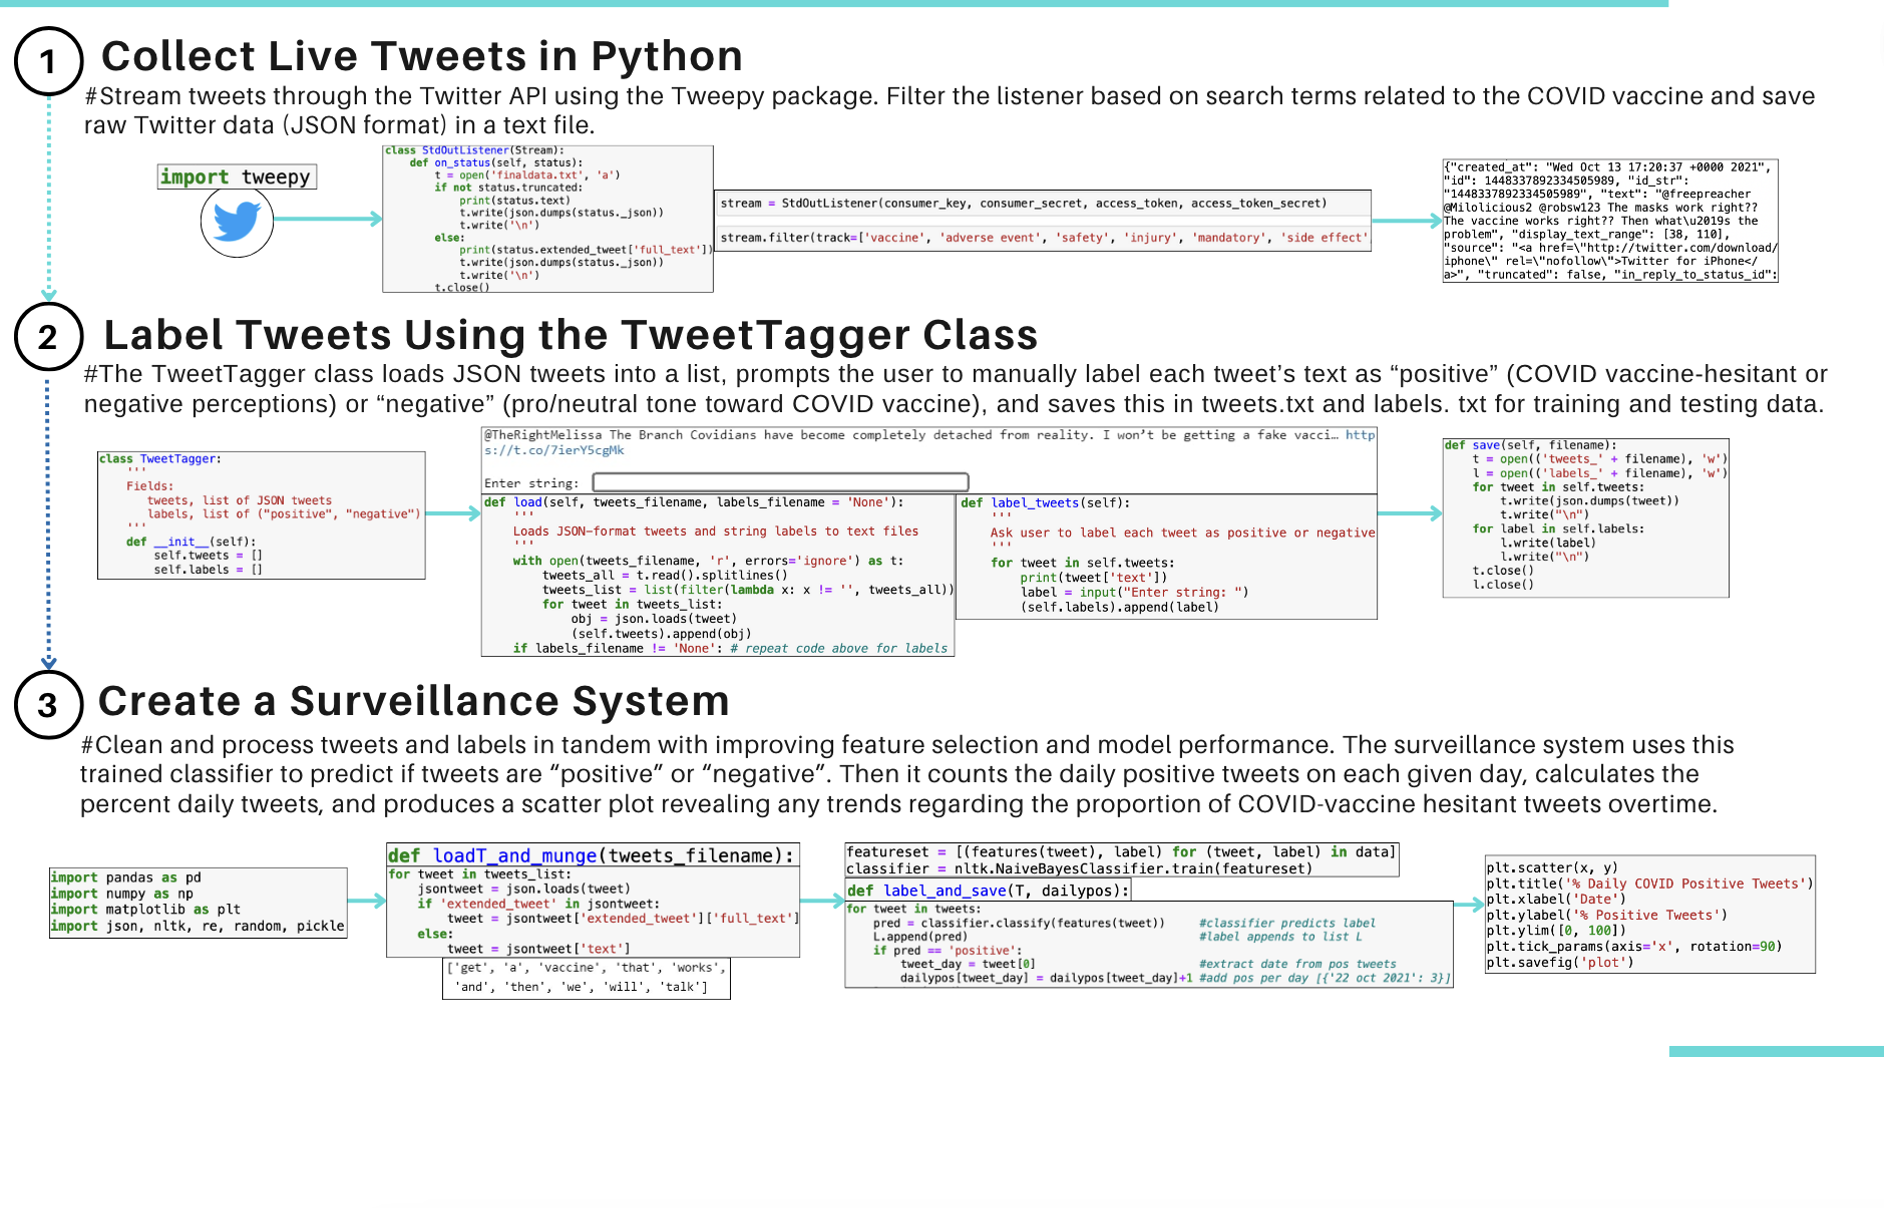 1
Collect Live Tweets in Python
#Stream tweets through the Twitter API using the Tweepy package. Filter the listener based on search terms related to the COVID vaccine and save
raw Twitter data (JSON format) in a text file.
import tweepy
class StdOutListener(Stream):
def on_status(self, status):
t = open('finaldata.txt', 'a')
if not status.truncated:
print(status.text)
t.write(json.dumps(status._json))
t.write('\n')
else:
print(status.extended_tweet['full_text'])
t.write(json.dumps(status._json))
t.write('\n')
t.close()
stream = StdOutListener(consumer_key, consumer_secret, access_token, access_token_secret)
stream.filter(track=['vaccine', 'adverse event', 'safety', 'injury', 'mandatory', 'side effect'
{"created_at": "Wed Oct 13 17:20:37 +0000 2021",
"id": 1448337892334505989, "id_str":
"1448337892334505989", "text": "@freepreacher
@Milolicious2 @robsw123 The masks work right??
The vaccine works right?? Then what\u2019s the
problem", "display_text_range": [38, 110],
"source": "<a href=\"http://twitter.com/download/
iphone\" rel=\"nofollow\">Twitter for iPhone</
a>", "truncated": false, "in_reply_to_status_id":
2
Label Tweets Using the TweetTagger Class
#The TweetTagger class loads JSON tweets into a list, prompts the user to manually label each tweet’s text as “positive” (COVID vaccine-hesitant or
negative perceptions) or “negative” (pro/neutral tone toward COVID vaccine), and saves this in tweets.txt and labels. txt for training and testing data.
class TweetTagger:
'''
Fields:
tweets, list of JSON tweets
labels, list of ("positive", "negative")
'''
def __init__(self):
self.tweets = []
self.labels = []
@TheRightMelissa The Branch Covidians have become completely detached from reality. I won’t be getting a fake vacci… http
s://t.co/7ierY5cgMk
Enter string:
def load(self, tweets_filename, labels_filename = 'None'):
'''
Loads JSON-format tweets and string labels to text files
'''
with open(tweets_filename, 'r', errors='ignore') as t:
tweets_all = t.read().splitlines()
tweets_list = list(filter(lambda x: x != '', tweets_all))
for tweet in tweets_list:
obj = json.loads(tweet)
(self.tweets).append(obj)
if labels_filename != 'None': # repeat code above for labels
def label_tweets(self):
'''
Ask user to label each tweet as positive or negative
'''
for tweet in self.tweets:
print(tweet['text'])
label = input("Enter string: ")
(self.labels).append(label)
def save(self, filename):
t = open(('tweets_' + filename), 'w')
l = open(('labels_' + filename), 'w')
for tweet in self.tweets:
t.write(json.dumps(tweet))
t.write("\n")
for label in self.labels:
l.write(label)
l.write("\n")
t.close()
l.close()
3
Create a Surveillance System
#Clean and process tweets and labels in tandem with improving feature selection and model performance. The surveillance system uses this
trained classifier to predict if tweets are “positive” or “negative”. Then it counts the daily positive tweets on each given day, calculates the
percent daily tweets, and produces a scatter plot revealing any trends regarding the proportion of COVID-vaccine hesitant tweets overtime.
import pandas as pd
import numpy as np
import matplotlib as plt
import json, nltk, re, random, pickle
def loadT_and_munge(tweets_filename):
for tweet in tweets_list:
jsontweet = json.loads(tweet)
if 'extended_tweet' in jsontweet:
tweet = jsontweet['extended_tweet']['full_text']
else:
tweet = jsontweet['text']
['get', 'a', 'vaccine', 'that', 'works',
'and', 'then', 'we', 'will', 'talk']
featureset = [(features(tweet), label) for (tweet, label) in data]
classifier = nltk.NaiveBayesClassifier.train(featureset)
def label_and_save(T, dailypos):
for tweet in tweets:
pred = classifier.classify(features(tweet)) #classifier predicts label
L.append(pred) #label appends to list L
if pred == 'positive':
tweet_day = tweet[0] #extract date from pos tweets
dailypos[tweet_day] = dailypos[tweet_day]+1 #add pos per day [{'22 oct 2021': 3}]
plt.scatter(x, y)
plt.title('% Daily COVID Positive Tweets')
plt.xlabel('Date')
plt.ylabel('% Positive Tweets')
plt.ylim([0, 100])
plt.tick_params(axis='x', rotation=90)
plt.savefig('plot')